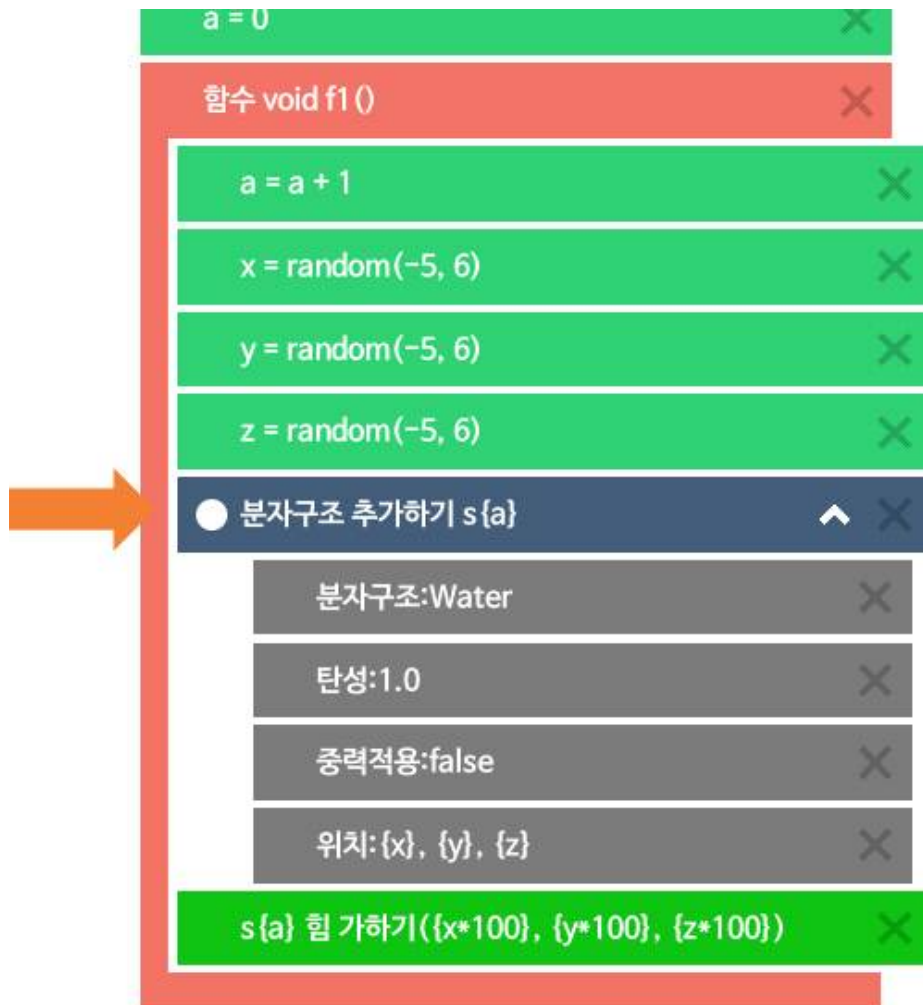 a = 0
함수 void f1()
a = a + 1
x = random(-5, 6)
y = random(-5, 6)
z = random(-5, 6)
분자구조 추가하기 s{a}
분자구조:Water
탄성:1.0
중력적용:false
위치:{x}, {y}, {z}
s{a} 힘 가하기({x*100}, {y*100}, {z*100})